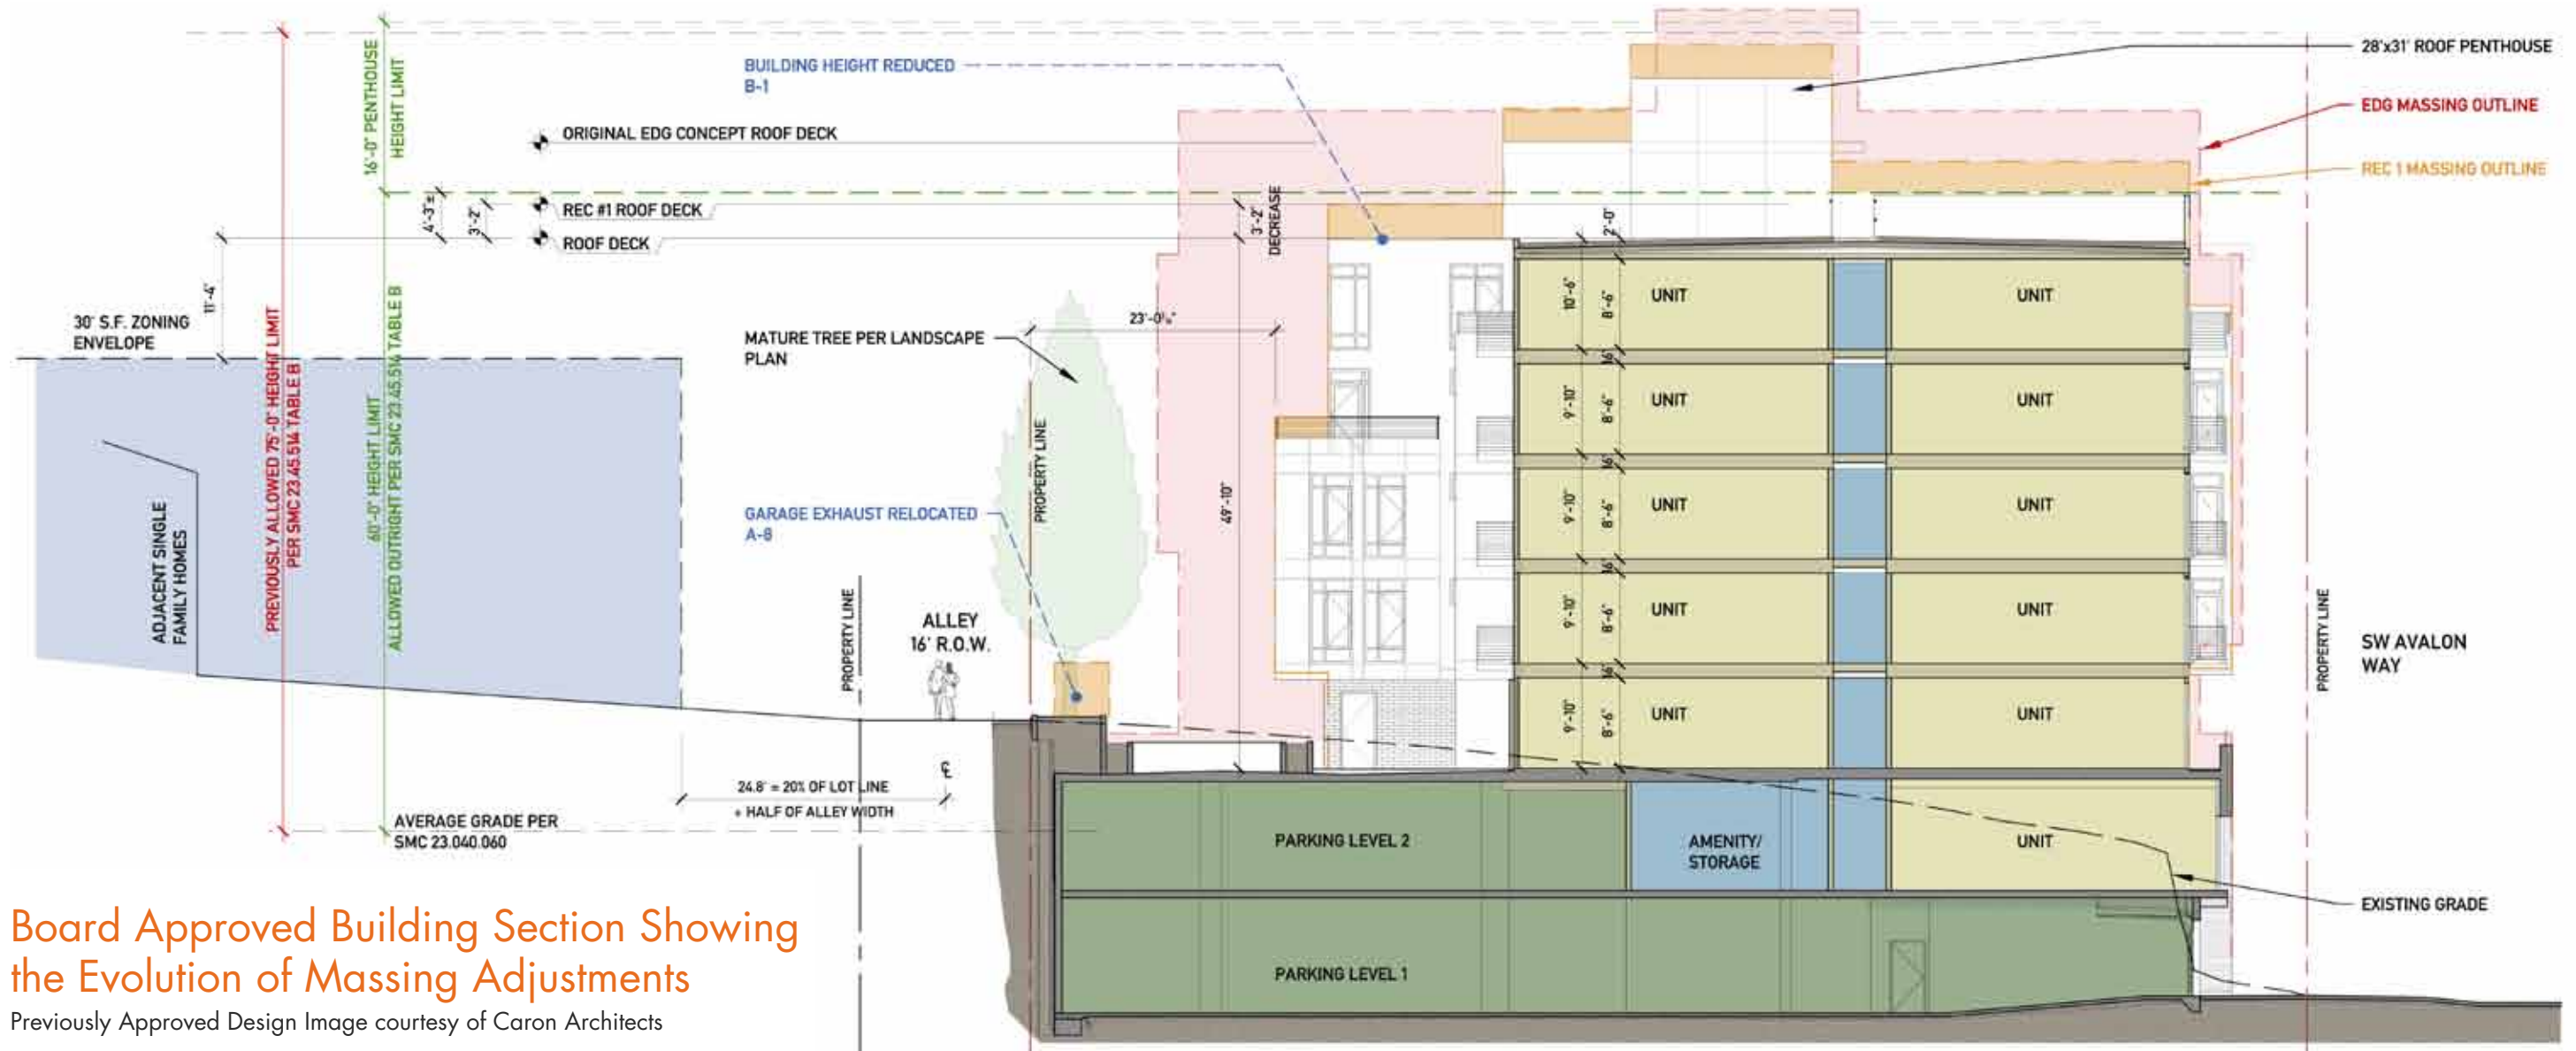 28'x31' ROOF PENTHOUSE
BUILDING HEIGHT REDUCED
B-1
16'-0" PENTHOUSE
HEIGHT LIMIT
EDG MASSING OUTLINE
ORIGINAL EDG CONCEPT ROOF DECK
REC 1 MASSING OUTLINE
4'-3"±
3'-2"
REC #1 ROOF DECK
ROOF DECK
3'-2"
DECREASE
2'-0"
11'-4"
30' S.F. ZONING
ENVELOPE
PREVIOUSLY ALLOWED 75'-0" HEIGHT LIMIT
PER SMC 23.45.514 TABLE B
60'-0" HEIGHT LIMIT
ALLOWED OUTRIGHT PER SMC 23.45.514 TABLE B
MATURE TREE PER LANDSCAPE
PLAN
10'-6"
8'-6"
UNIT
UNIT
16"
9'-10"
8'-6"
UNIT
UNIT
16"
PROPERTY LINE
49'-10"
9'-10"
8'-6"
UNIT
UNIT
16"
GARAGE EXHAUST RELOCATED
A-8
ADJACENT SINGLE
FAMILY HOMES
PROPERTY LINE
ALLEY
16' R.O.W.
9'-10"
8'-6"
UNIT
UNIT
16"
PROPERTY LINE
SW AVALON
WAY
9'-10"
8'-6"
UNIT
UNIT
24.8' = 20% OF LOT LINE
+ HALF OF ALLEY WIDTH
AVERAGE GRADE PER
SMC 23.040.060
PARKING LEVEL 2
AMENITY/
STORAGE
UNIT
EXISTING GRADE
PARKING LEVEL 1
Board Approved Building Section Showing
the Evolution of Massing Adjustments
Previously Approved Design Image courtesy of Caron Architects